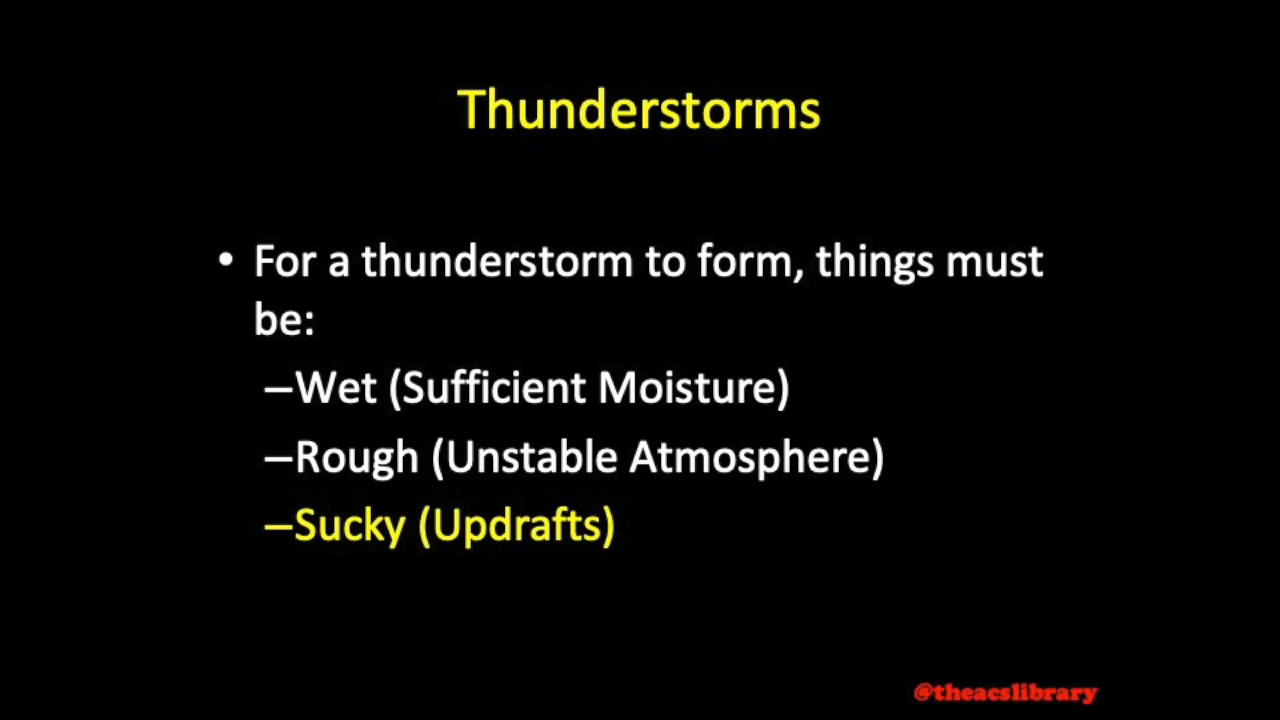 Thunderstorms
• For a thunderstorm to form, things must
be:
–Wet (Sufficient Moisture)
–Rough (Unstable Atmosphere)
–Sucky (Updrafts)
@theacslibrary